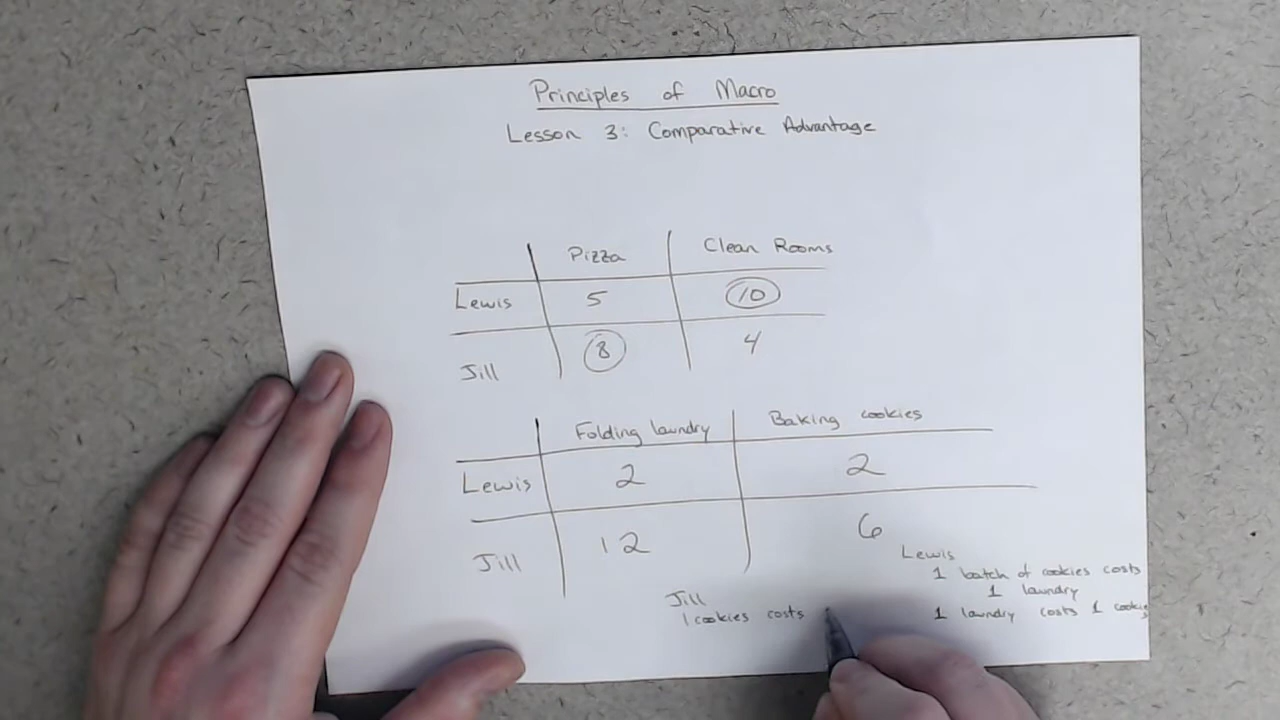 Principles of Macro
Lesson 3: Comparative Advantage
Pizza Clean Rooms
Lewis 5 10
Jill 8 4
Folding laundry Baking cookies
Lewis 2 2
Jill 12 6
Lewis
1 batch of cookies costs
1 laundry
1 laundry costs 1 cookies
Jill
1 cookies costs